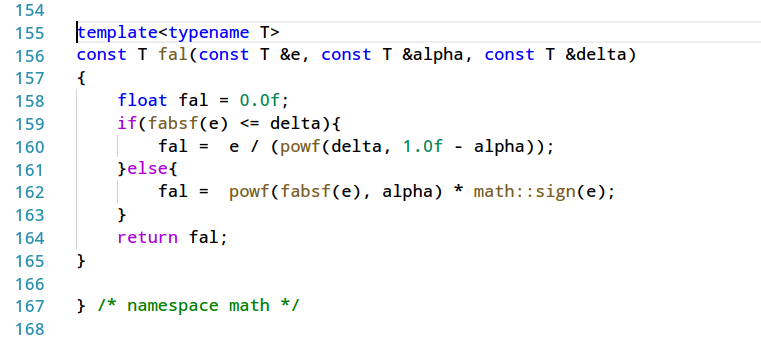 154
155 template<typename T>
156 const T fal(const T &e, const T &alpha, const T &delta)
157 {
158     float fal = 0.0f;
159     if(fabsf(e) <= delta){
160         fal =  e / (powf(delta, 1.0f - alpha));
161     }else{
162         fal =  powf(fabsf(e), alpha) * math::sign(e);
163     }
164     return fal;
165 }
166
167 } /* namespace math */
168